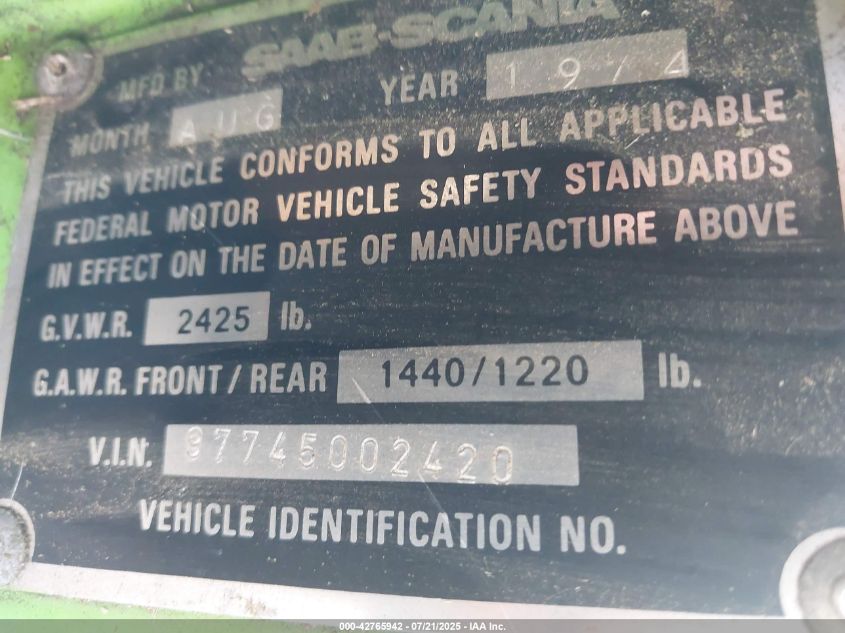 MFD BY SAAB-SCANIA
MONTH AUG YEAR 1974
THIS VEHICLE CONFORMS TO ALL APPLICABLE
FEDERAL MOTOR VEHICLE SAFETY STANDARDS
IN EFFECT ON THE DATE OF MANUFACTURE ABOVE
G.V.W.R. 2425 lb.
G.A.W.R. FRONT / REAR 1440/1220 lb.
V.I.N. 97745002420
VEHICLE IDENTIFICATION NO.
000-42765942 - 07/21/2025 - IAA Inc.